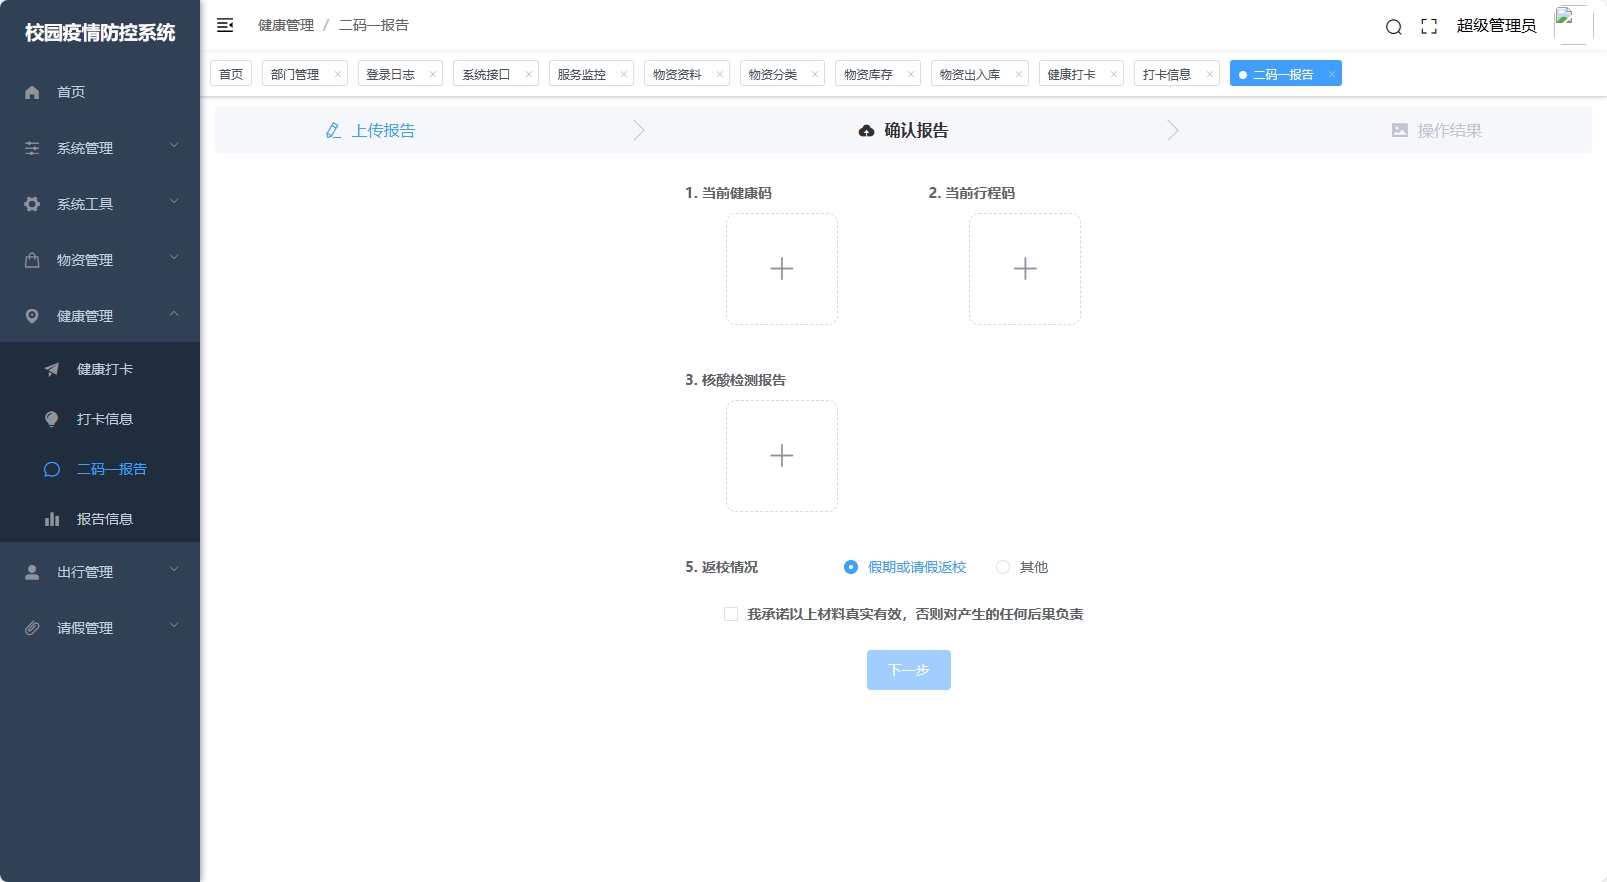 校园疫情防控系统
首页
系统管理
系统工具
物资管理
健康管理
健康打卡
打卡信息
二码一报告
报告信息
出行管理
请假管理
健康管理 / 二码一报告
超级管理员
首页 部门管理 × 登录日志 × 系统接口 × 服务监控 × 物资资料 × 物资分类 × 物资库存 × 物资出入库 × 健康打卡 × 打卡信息 × 二码一报告 ×
上传报告 确认报告 操作结果
1. 当前健康码 2. 当前行程码
3. 核酸检测报告
5. 返校情况 假期或请假返校 其他
我承诺以上材料真实有效，否则对产生的任何后果负责
下一步